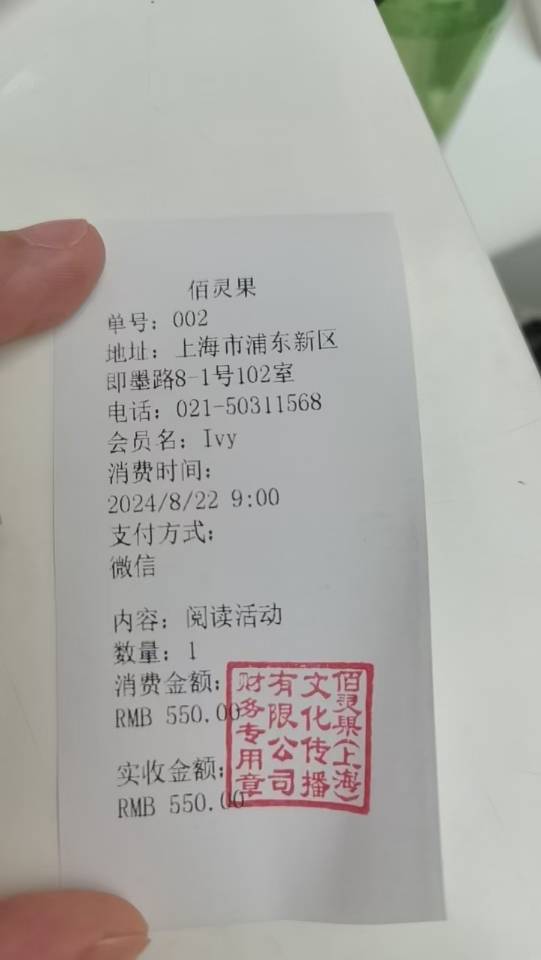 佰灵果
单号：002
地址：上海市浦东新区
即墨路8-1号102室
电话：021-50311568
会员名：Ivy
消费时间：
2024/8/22 9:00
支付方式：
微信
内容：阅读活动
数量：1
消费金额：
RMB 550.00
实收金额：
RMB 550.00
佰灵果(上海)
文化传播
有限公司
财务专用章